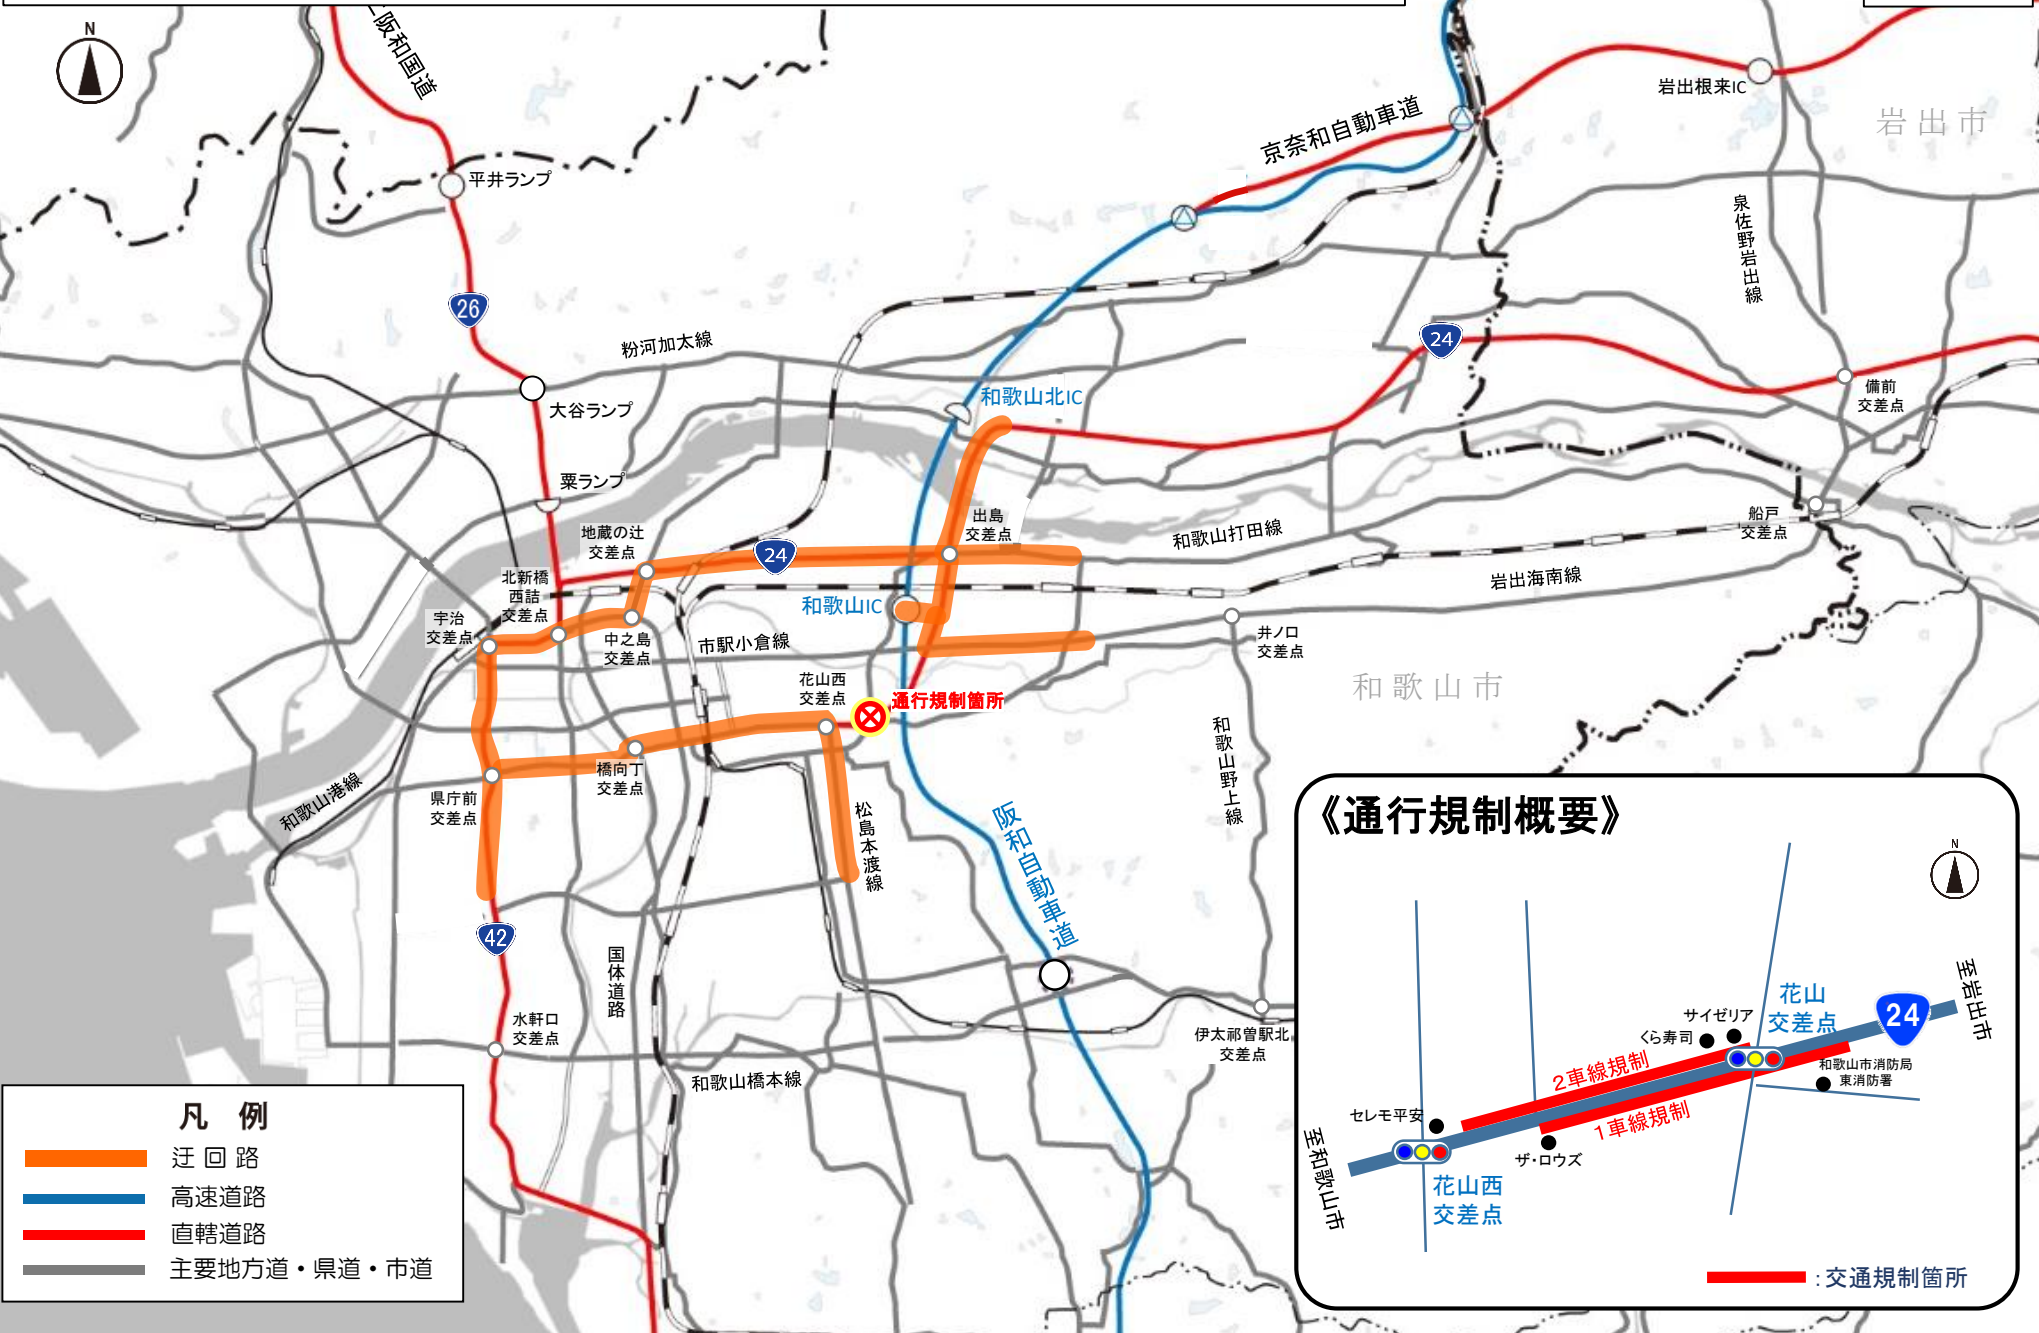 N
阪和国道
京奈和自動車道
岩出根来IC
岩出市
平井ランプ
泉佐野岩出線
26
粉河加太線
24
和歌山北IC
備前
交差点
大谷ランプ
粟ランプ
地蔵の辻
交差点
出島
交差点
和歌山打田線
船戸
交差点
24
北新橋
西詰
交差点
岩出海南線
宇治
交差点
和歌山IC
中之島
交差点
市駅小倉線
井ノ口
交差点
花山西
交差点
通行規制箇所
和歌山市
和歌山野上線
橋向丁
交差点
県庁前
交差点
和歌山港線
松島本渡線
阪和自動車道
42
国体道路
水軒口
交差点
伊太祁曽駅北
交差点
和歌山橋本線
凡 例
迂回路
高速道路
直轄道路
主要地方道・県道・市道
《通行規制概要》
N
至岩出市
花山
交差点
24
サイゼリア
くら寿司
2車線規制
和歌山市消防局
東消防署
1車線規制
セレモ平安
ザ・ロウズ
至和歌山市
花山西
交差点
：交通規制箇所